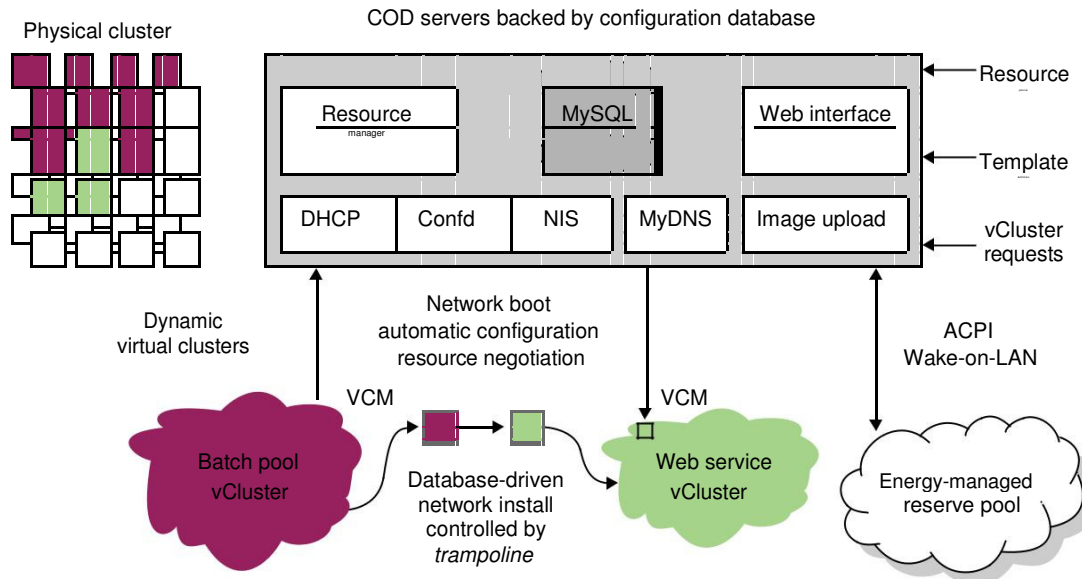 COD servers backed by configuration database
Physical cluster
Resource
manager
MySQL
Web interface
DHCP
Confd
NIS
MyDNS
Image upload
Resource
Template
vCluster
requests
Dynamic
virtual clusters
Network boot
automatic configuration
resource negotiation
ACPI
Wake-on-LAN
VCM
VCM
Batch pool
vCluster
Database-driven
network install
controlled by
trampoline
Web service
vCluster
Energy-managed
reserve pool